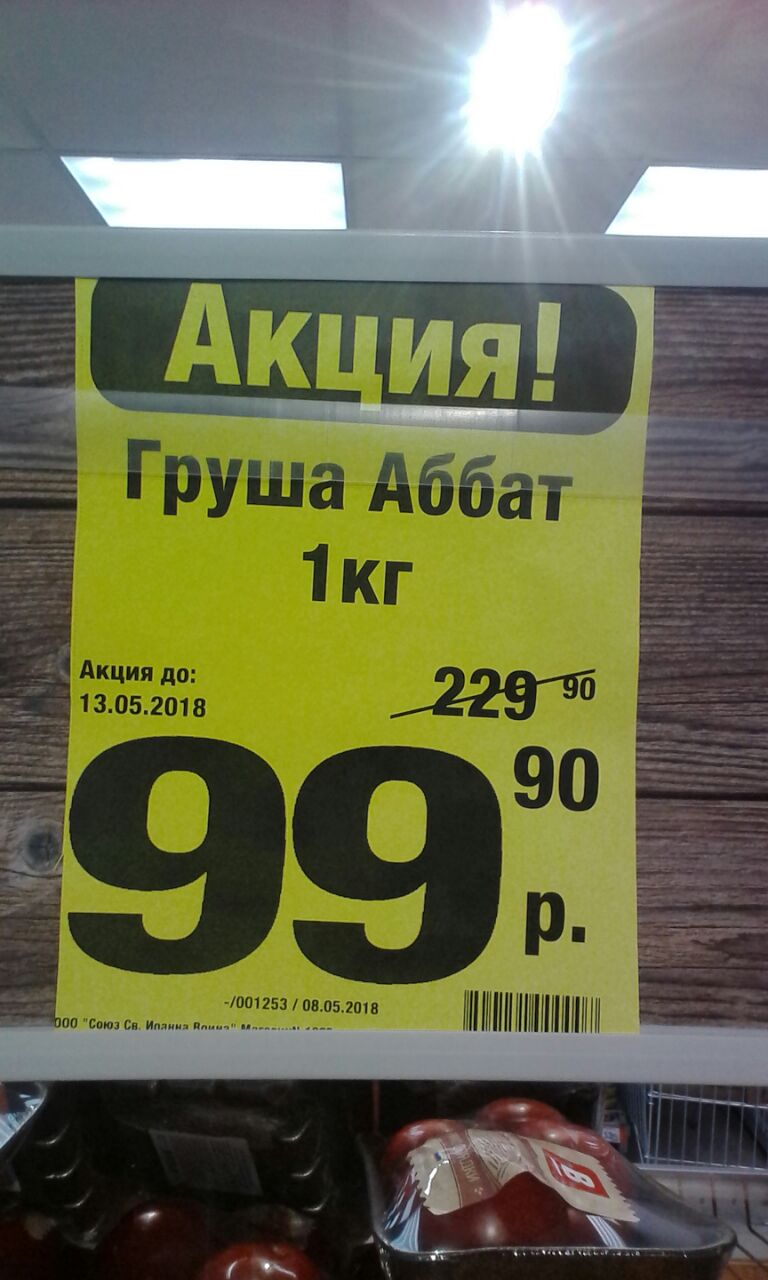 Акция!
Груша Аббат
1кг
Акция до:
13.05.2018
229 90
99 90
р.
-/001253 / 08.05.2018
ООО "Союз Св. Иоанна Воина"